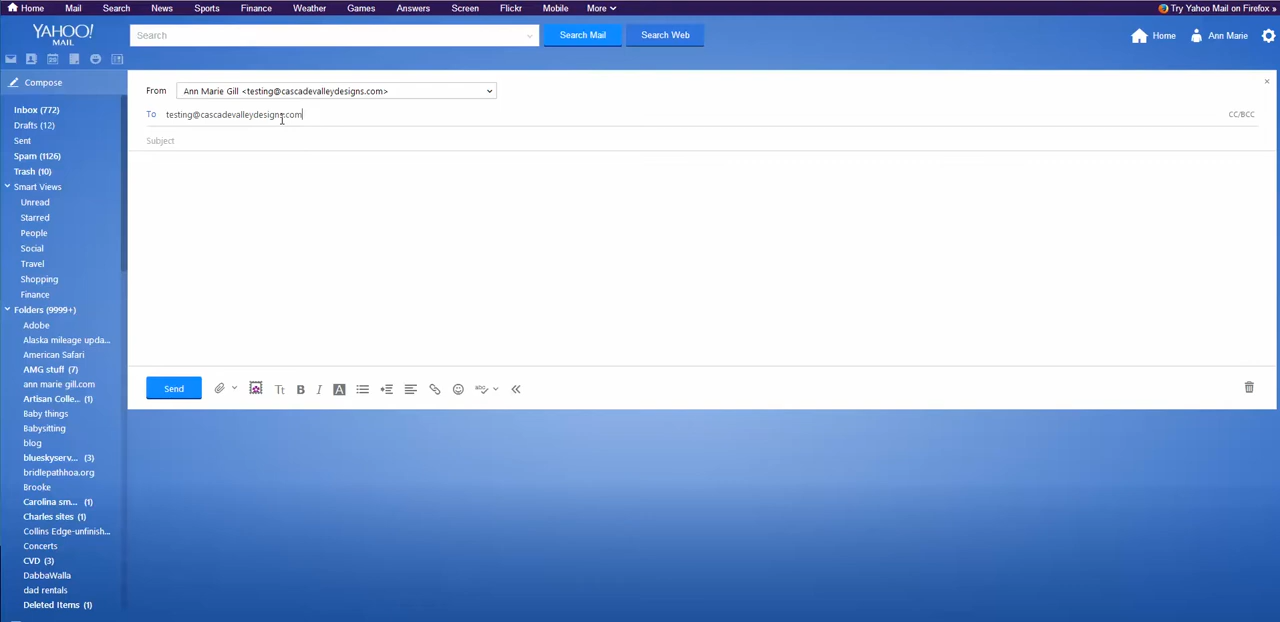 Home Mail Search News Sports Finance Weather Games Answers Screen Flickr Mobile More Try Yahoo Mail on Firefox »
YAHOO!
MAIL
Search
Search Mail
Search Web
Home
Ann Marie
Compose
Inbox (772)
Drafts (12)
Sent
Spam (1126)
Trash (10)
Smart Views
Unread
Starred
People
Social
Travel
Shopping
Finance
Folders (9999+)
Adobe
Alaska mileage upda...
American Safari
AMG stuff (7)
ann marie gill.com
Artisan Colle... (1)
Baby things
Babysitting
blog
blueskyserv... (3)
bridlepathhoa.org
Brooke
Carolina sm... (1)
Charles sites (1)
Collins Edge-unfinish...
Concerts
CVD (3)
DabbaWalla
dad rentals
Deleted Items (1)
From Ann Marie Gill <testing@cascadevalleydesigns.com>
To testing@cascadevalleydesigns.com CC/BCC
Subject
Send Tt B I A abc